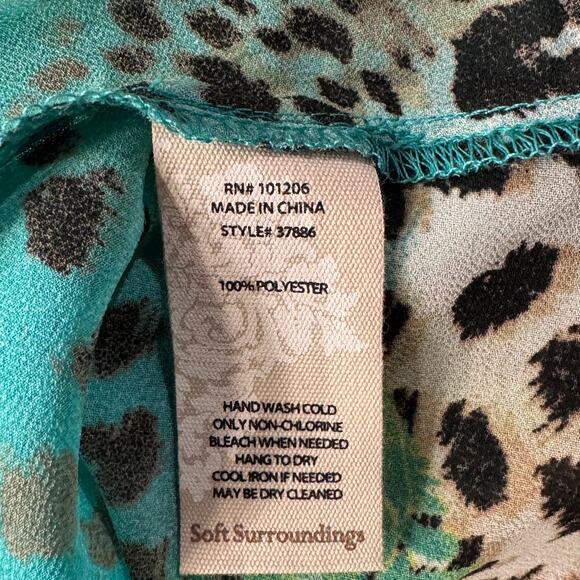 RN# 101206
MADE IN CHINA
STYLE# 37886
100% POLYESTER
HAND WASH COLD
ONLY NON-CHLORINE
BLEACH WHEN NEEDED
HANG TO DRY
COOL IRON IF NEEDED
MAY BE DRY CLEANED
Soft Surroundings